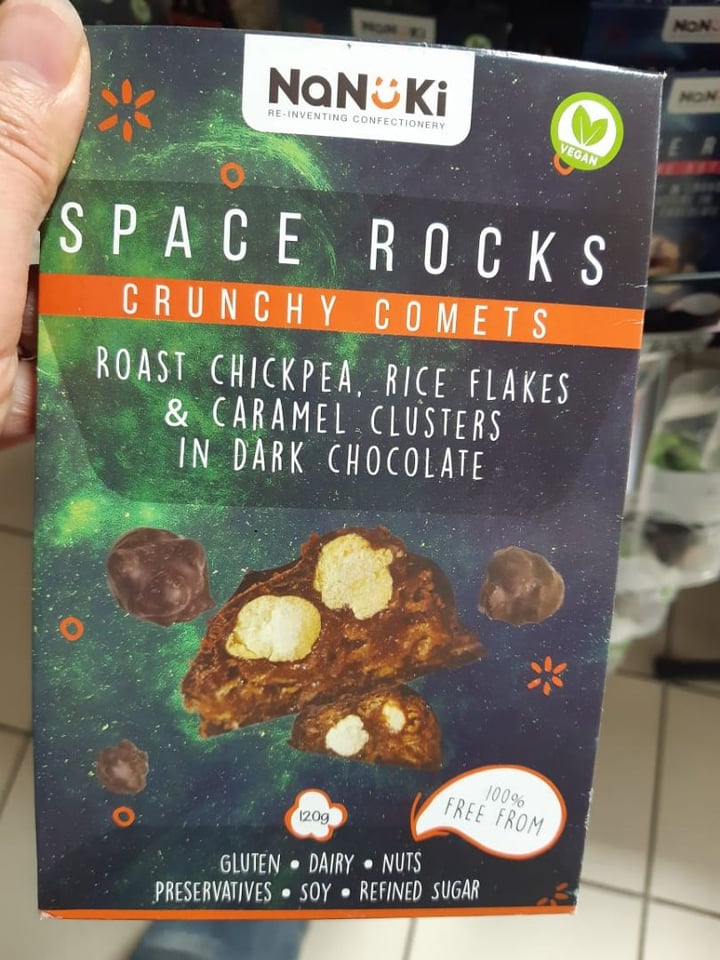 NaNüKi
RE-INVENTING CONFECTIONERY
VEGAN
SPACE ROCKS
CRUNCHY COMETS
ROAST CHICKPEA, RICE FLAKES
& CARAMEL CLUSTERS
IN DARK CHOCOLATE
120g
100%
FREE FROM
GLUTEN • DAIRY • NUTS
PRESERVATIVES • SOY • REFINED SUGAR